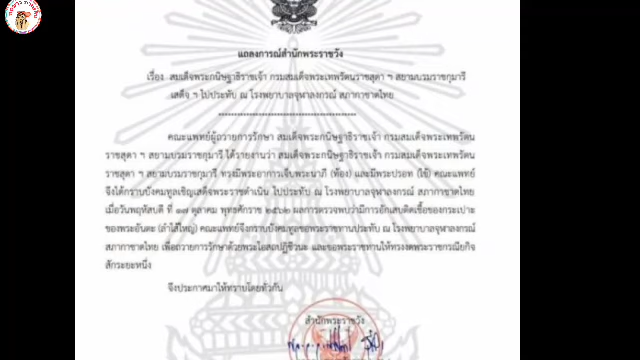 แถลงการณ์สำนักพระราชวัง
เรื่อง สมเด็จพระกนิษฐาธิราชเจ้า กรมสมเด็จพระเทพรัตนราชสุดา ฯ สยามบรมราชกุมารี
เสด็จ ฯ ไปประทับ ณ โรงพยาบาลจุฬาลงกรณ์ สภากาชาดไทย
คณะแพทย์ผู้ถวายการรักษา สมเด็จพระกนิษฐาธิราชเจ้า กรมสมเด็จพระเทพรัตน
ราชสุดา ฯ สยามบรมราชกุมารี ได้รายงานว่า สมเด็จพระกนิษฐาธิราชเจ้า กรมสมเด็จพระเทพรัตน
ราชสุดา ฯ สยามบรมราชกุมารี ทรงมีพระอาการเจ็บพระนาภี (ท้อง) และมีพระปรอท (ไข้) คณะแพทย์
จึงได้กราบบังคมทูลเชิญเสด็จพระราชดำเนิน ไปประทับ ณ โรงพยาบาลจุฬาลงกรณ์ สภากาชาดไทย
เมื่อวันพฤหัสบดี ที่ ๑๗ ตุลาคม พุทธศักราช ๒๕๖๒ ผลการตรวจพบว่ามีการอักเสบติดเชื้อของกระเปาะ
ของพระอันตะ (ลำไส้ใหญ่) คณะแพทย์จึงกราบบังคมทูลขอพระราชทานประทับ ณ โรงพยาบาลจุฬาลงกรณ์
สภากาชาดไทย เพื่อถวายการรักษาด้วยพระโอสถปฏิชีวนะ และขอพระราชทานให้ทรงงดพระราชกรณียกิจ
สักระยะหนึ่ง
จึงประกาศมาให้ทราบโดยทั่วกัน
สำนักพระราชวัง